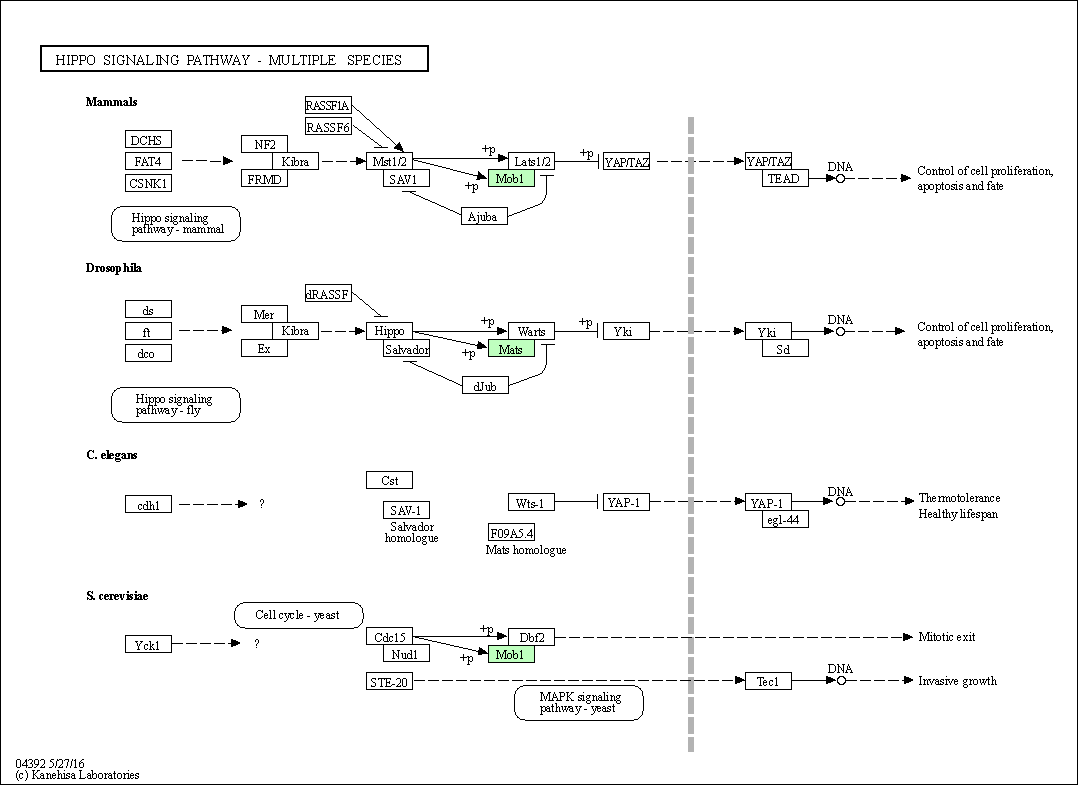 HIPPO SIGNALING PATHWAY - MULTIPLE SPECIES
Mammals
RASSF1A
RASSF6
DCHS
FAT4
CSNK1
NF2
Kibra
FRMD
Mst1/2
SAV1
+p
+p
Lats1/2
Mob1
+p
YAP/TAZ
Ajuba
YAP/TAZ
TEAD
DNA
Control of cell proliferation,
apoptosis and fate
Hippo signaling
pathway - mammal
Drosophila
dRASSF
ds
ft
dco
Mer
Kibra
Ex
Hippo
Salvador
+p
+p
Warts
Mats
+p
Yki
dJub
Yki
Sd
DNA
Control of cell proliferation,
apoptosis and fate
Hippo signaling
pathway - fly
C. elegans
cdh1
?
Cst
SAV-1
Salvador
homologue
Wts-1
F09A5.4
Mats homologue
YAP-1
YAP-1
egl-44
DNA
Thermotolerance
Healthy lifespan
S. cerevisiae
Cell cycle - yeast
Yck1
?
Cdc15
Nud1
+p
+p
Dbf2
Mob1
Mitotic exit
STE-20
MAPK signaling
pathway - yeast
Tec1
DNA
Invasive growth
04392 5/27/16
(c) Kanehisa Laboratories